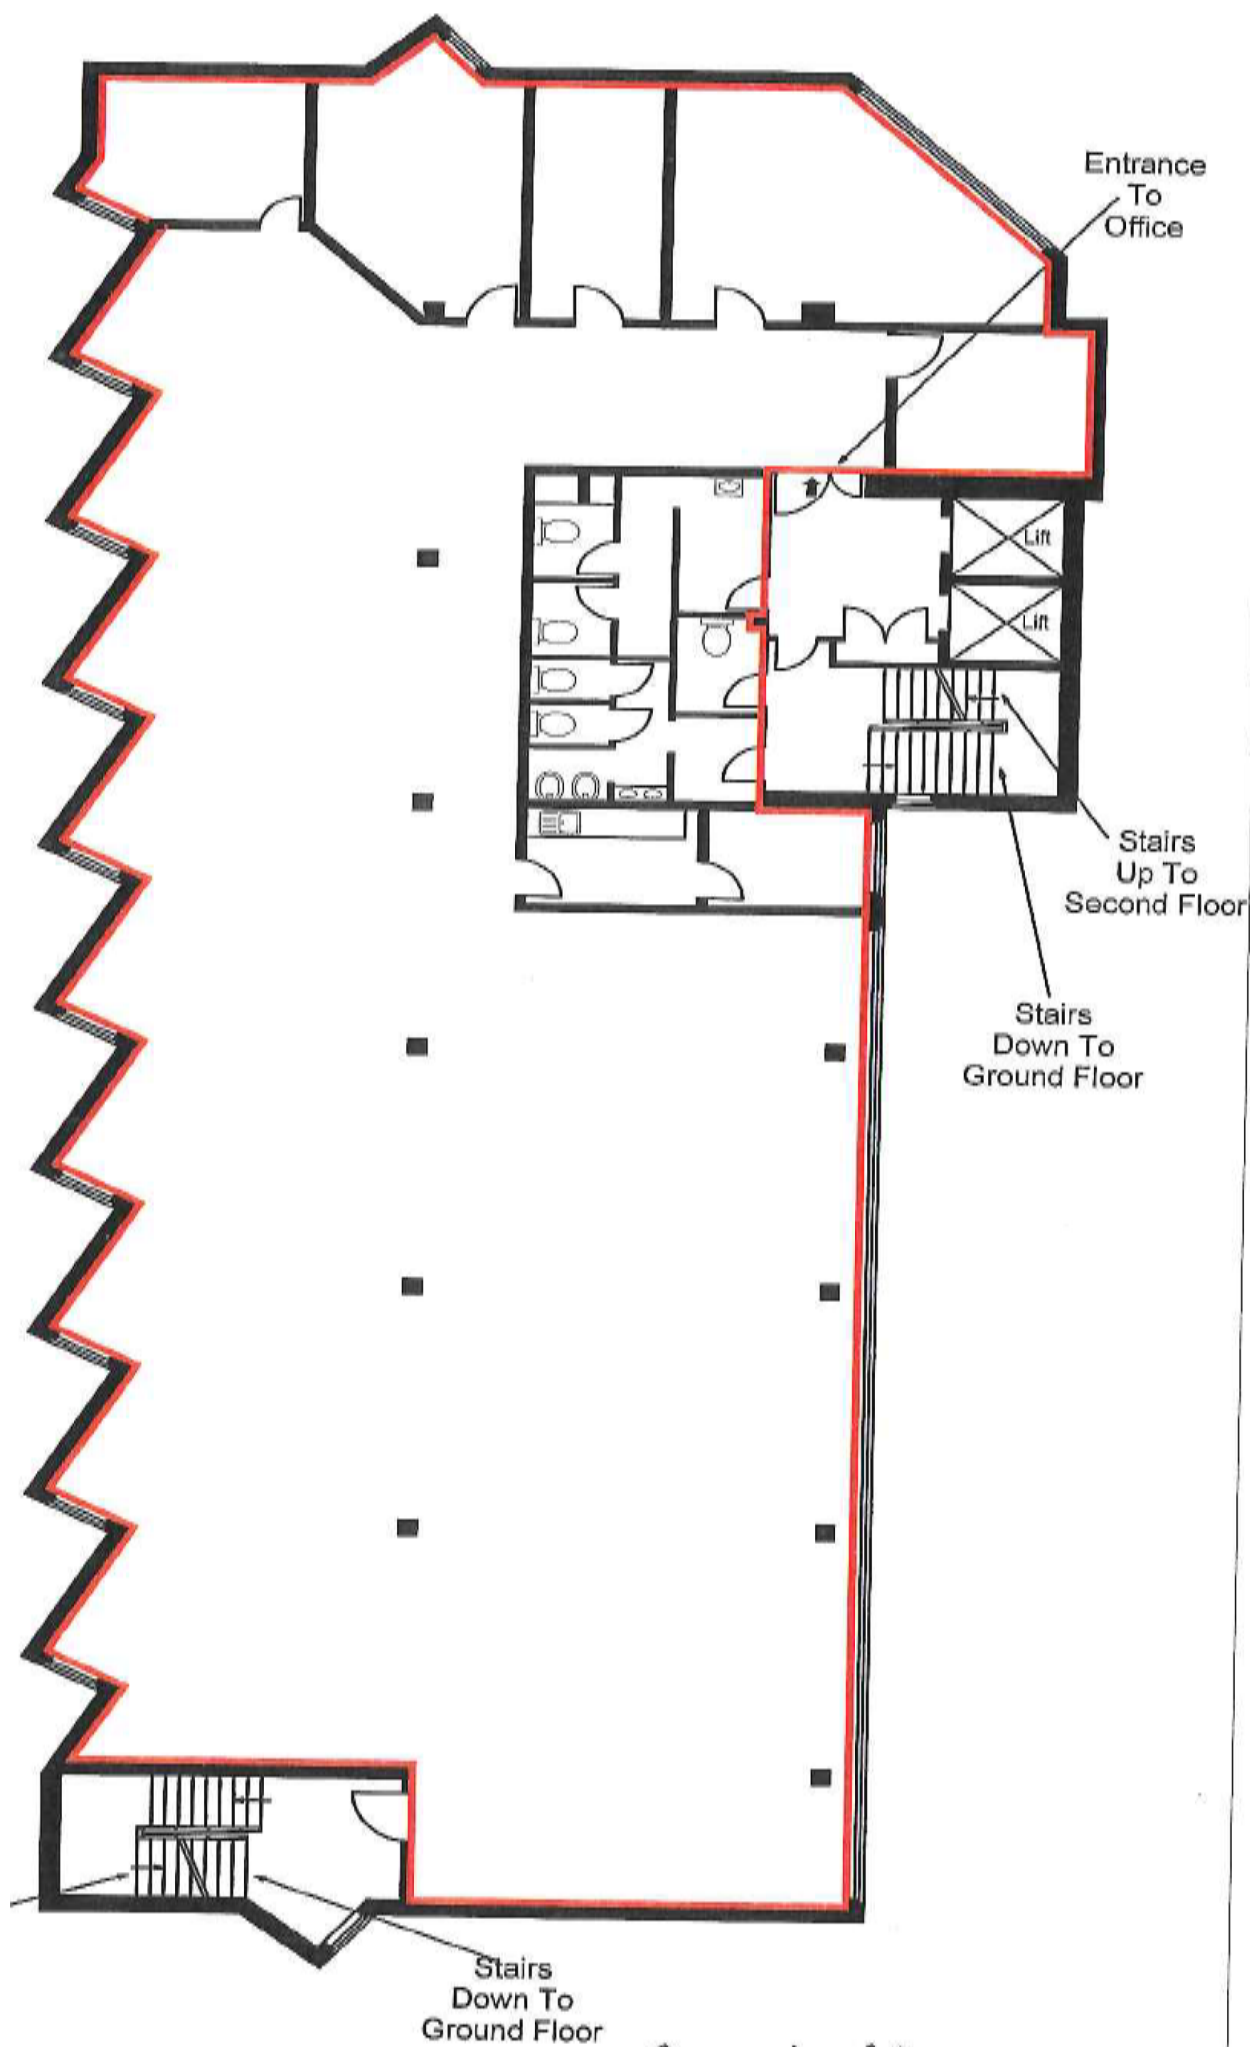 Entrance
To
Office
Lift
Lift
Stairs
Up To
Second Floor
Stairs
Down To
Ground Floor
Stairs
Down To
Ground Floor